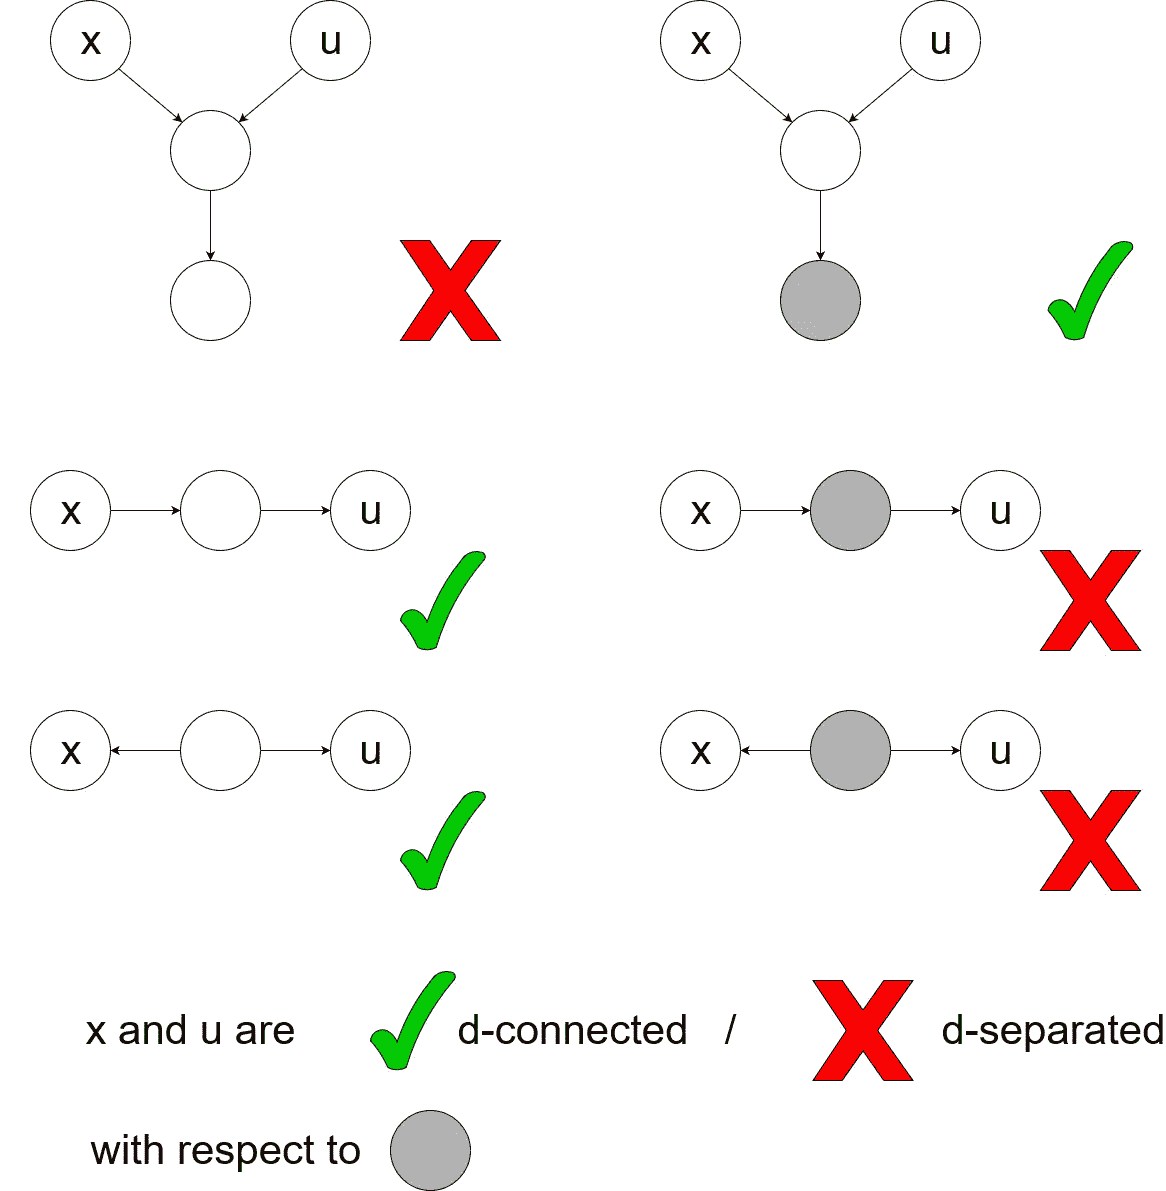 x u x u
x u x u
x u x u
x and u are d-connected / d-separated
with respect to